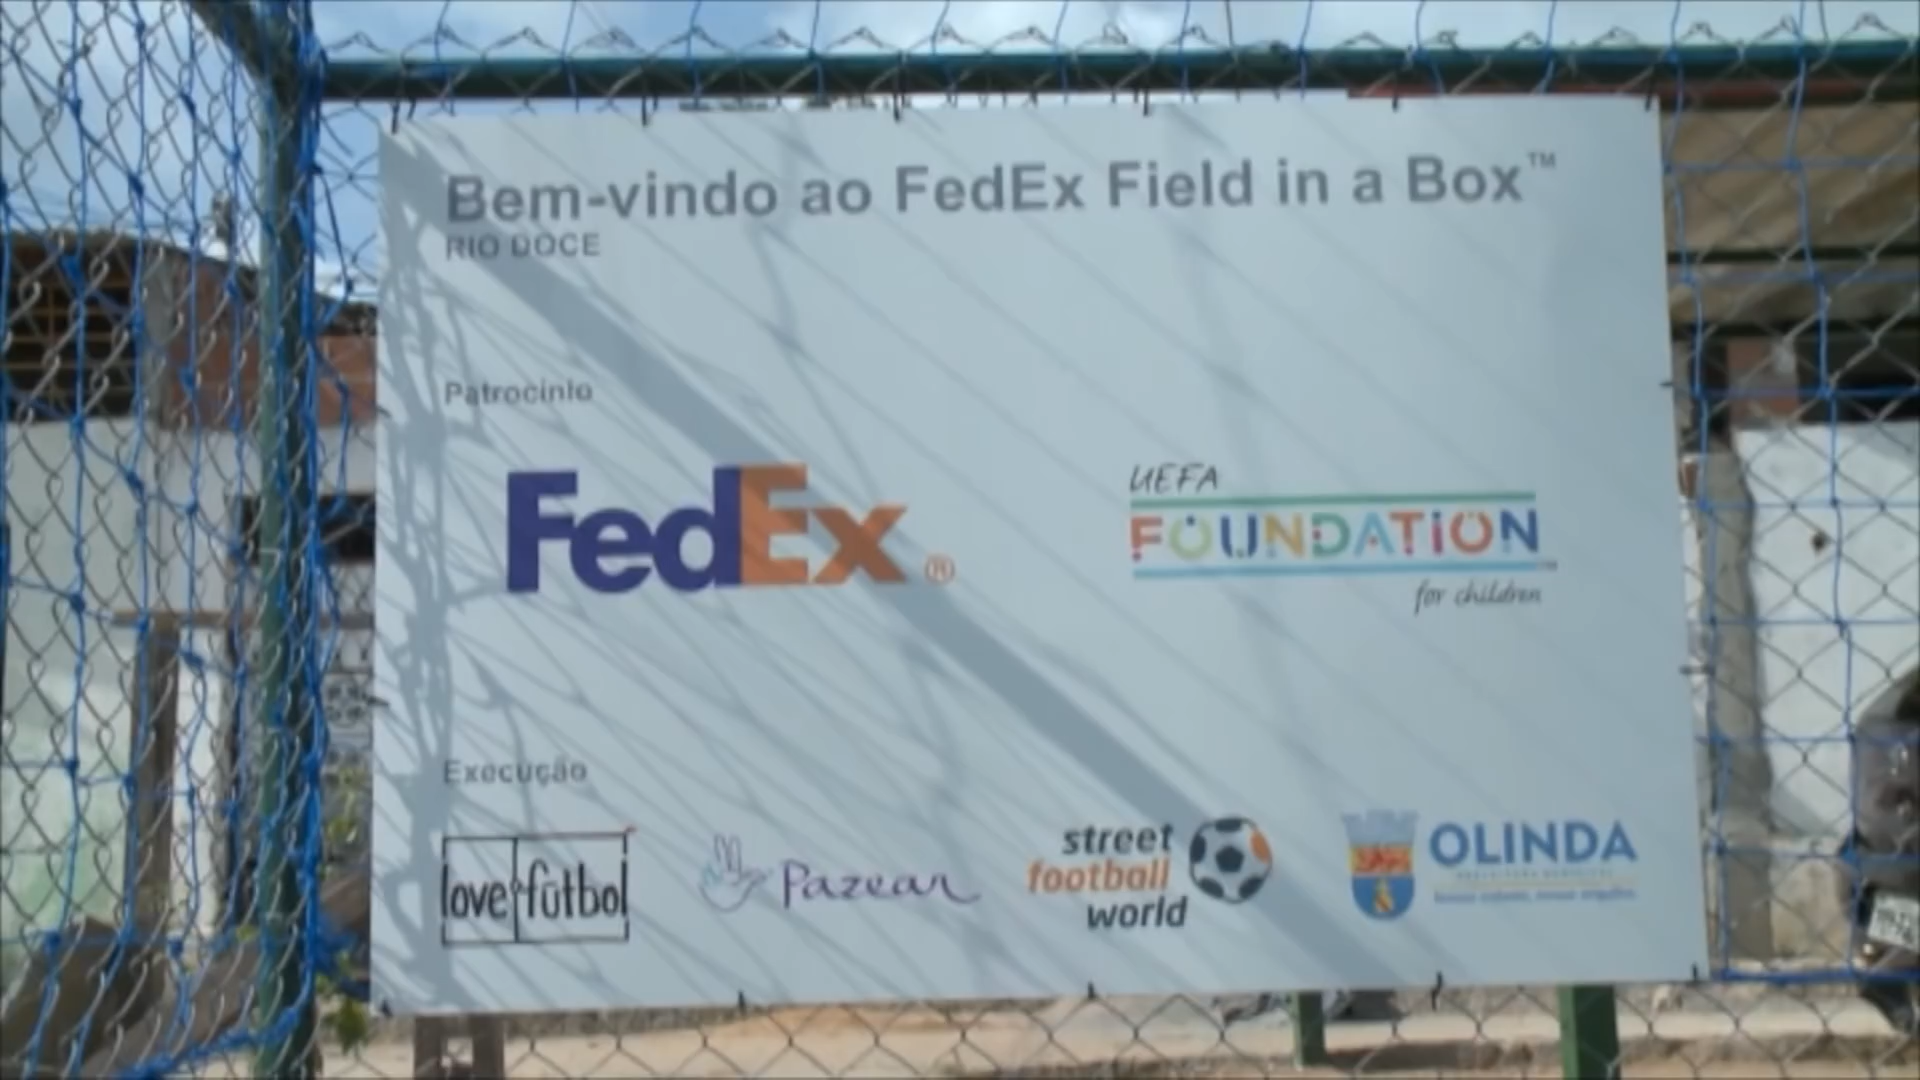 Bem-vindo ao FedEx Field in a Box™
RIO DOCE
Patrocínio
FedEx®
UEFA
FOUNDATION™
for children
Execução
love.fútbol
Pazear
street
football
world
OLINDA